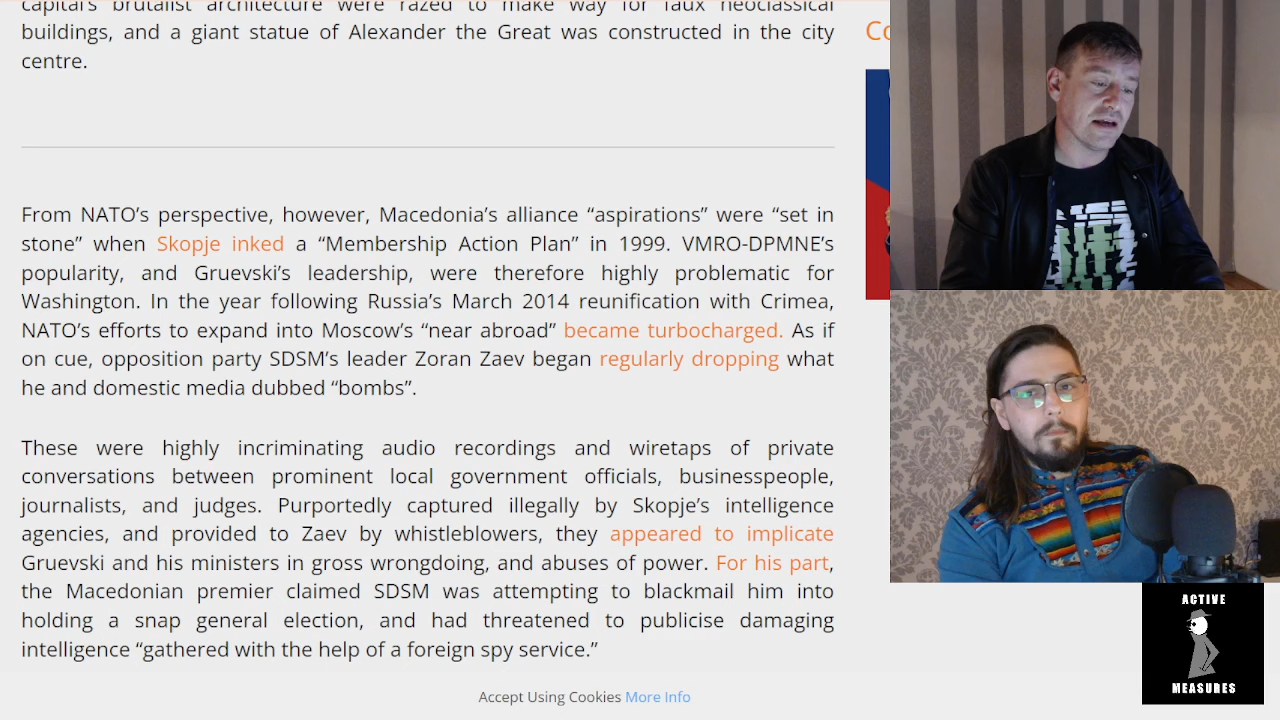 capital's brutalist architecture were razed to make way for faux neoclassical
buildings, and a giant statue of Alexander the Great was constructed in the city
centre.
From NATO's perspective, however, Macedonia's alliance “aspirations” were “set in
stone” when Skopje inked a “Membership Action Plan” in 1999. VMRO-DPMNE's
popularity, and Gruevski's leadership, were therefore highly problematic for
Washington. In the year following Russia's March 2014 reunification with Crimea,
NATO's efforts to expand into Moscow's “near abroad” became turbocharged. As if
on cue, opposition party SDSM's leader Zoran Zaev began regularly dropping what
he and domestic media dubbed “bombs”.
These were highly incriminating audio recordings and wiretaps of private
conversations between prominent local government officials, businesspeople,
journalists, and judges. Purportedly captured illegally by Skopje's intelligence
agencies, and provided to Zaev by whistleblowers, they appeared to implicate
Gruevski and his ministers in gross wrongdoing, and abuses of power. For his part,
the Macedonian premier claimed SDSM was attempting to blackmail him into
holding a snap general election, and had threatened to publicise damaging
intelligence “gathered with the help of a foreign spy service.”
Accept Using Cookies More Info
Co
ACTIVE
MEASURES